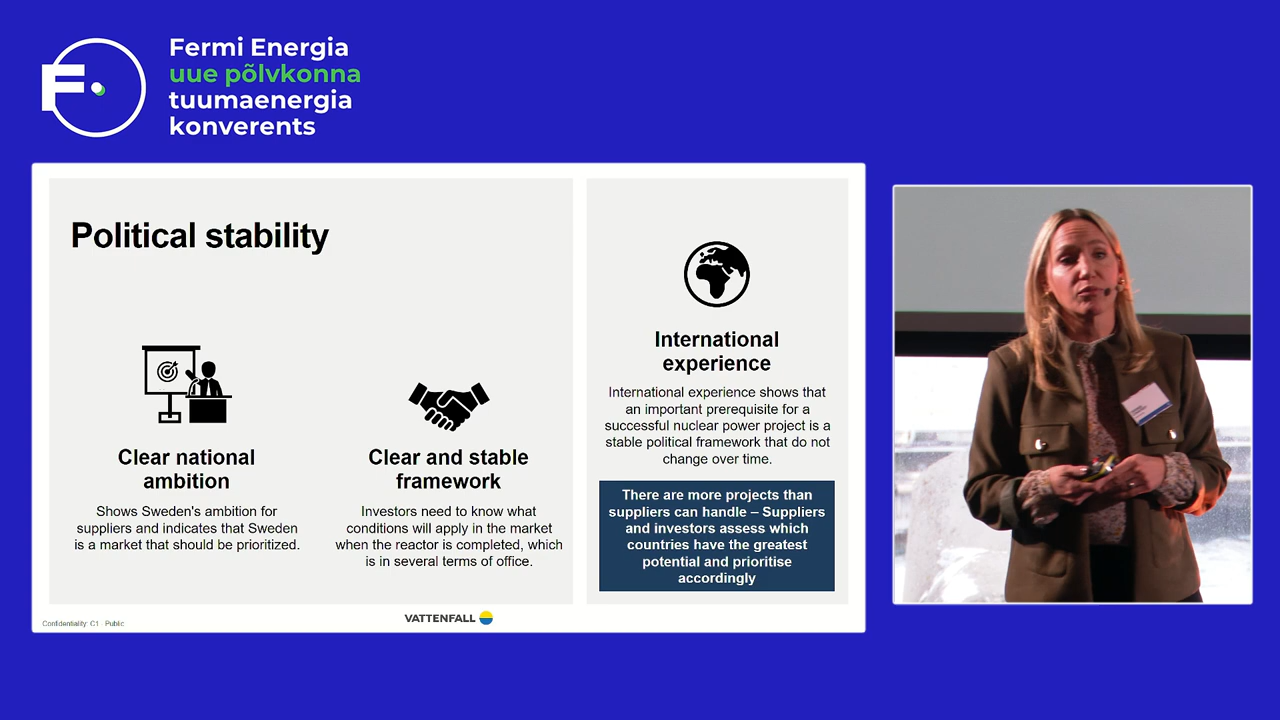 Fermi Energia
uue põlvkonna
tuumaenergia
konverents
Political stability
Clear national
ambition
Shows Sweden's ambition for
suppliers and indicates that Sweden
is a market that should be prioritized.
Clear and stable
framework
Investors need to know what
conditions will apply in the market
when the reactor is completed, which
is in several terms of office.
International
experience
International experience shows that
an important prerequisite for a
successful nuclear power project is a
stable political framework that do not
change over time.
There are more projects than
suppliers can handle – Suppliers
and investors assess which
countries have the greatest
potential and prioritise
accordingly
Confidentiality: C1 - Public
VATTENFALL